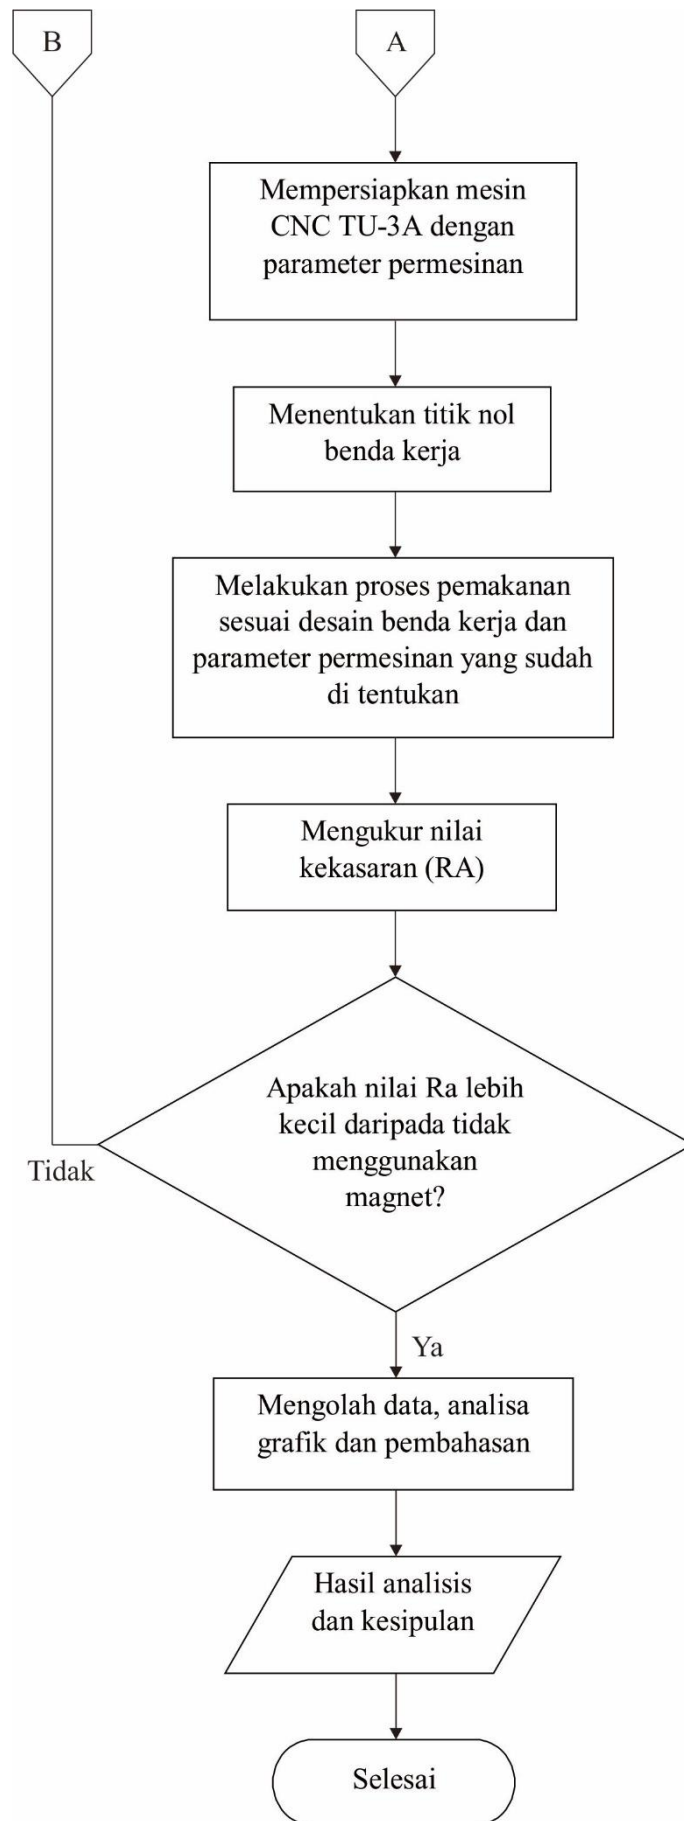 B
A
Mempersiapkan mesin
CNC TU-3A dengan
parameter permesinan
Menentukan titik nol
benda kerja
Melakukan proses pemakanan
sesuai desain benda kerja dan
parameter permesinan yang sudah
di tentukan
Mengukur nilai
kekasaran (RA)
Apakah nilai Ra lebih
kecil daripada tidak
menggunakan
magnet?
Tidak
Ya
Mengolah data, analisa
grafik dan pembahasan
Hasil analisis
dan kesipulan
Selesai